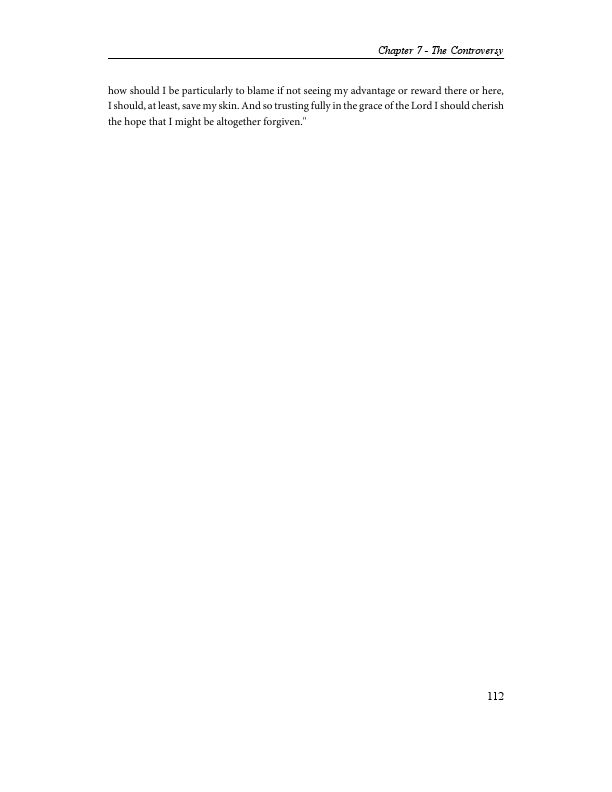 Chapter 7 - The Controversy
how should I be particularly to blame if not seeing my advantage or reward there or here,
I should, at least, save my skin. And so trusting fully in the grace of the Lord I should cherish
the hope that I might be altogether forgiven."
112